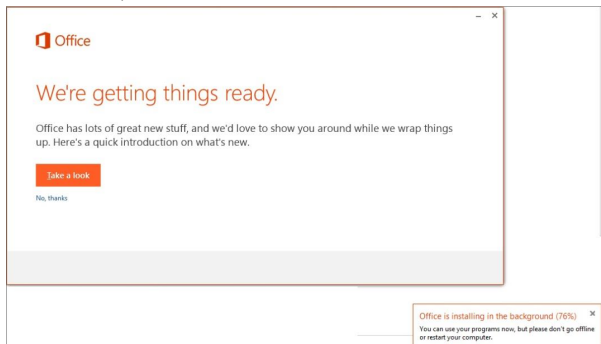 Office
We're getting things ready.
Office has lots of great new stuff, and we'd love to show you around while we wrap things
up. Here's a quick introduction on what's new.
Take a look
No, thanks
Office is installing in the background (76%)
You can use your programs now, but please don't go offline
or restart your computer.